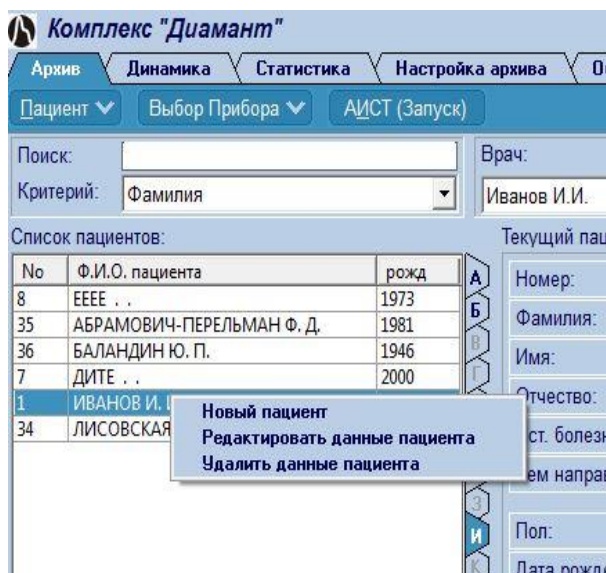 Комплекс "Диамант"
Архив Динамика Статистика Настройка архива
Пациент Выбор Прибора АИСТ (Запуск)
Поиск: Врач:
Критерий: Фамилия Иванов И.И.
Список пациентов: Текущий
No Ф.И.О. пациента рожд
8 ЕЕЕЕ . . 1973
35 АБРАМОВИЧ-ПЕРЕЛЬМАН Ф. Д. 1981
36 БАЛАНДИН Ю. П. 1946
7 ДИТЕ . . 2000
1 ИВАНОВ И.
34 ЛИСОВСКАЯ
Новый пациент
Редактировать данные пациента
Удалить данные пациента
А
Б
В
Г
З
И
К
Номер:
Фамилия:
Имя:
Отчество:
Пол:
Дата